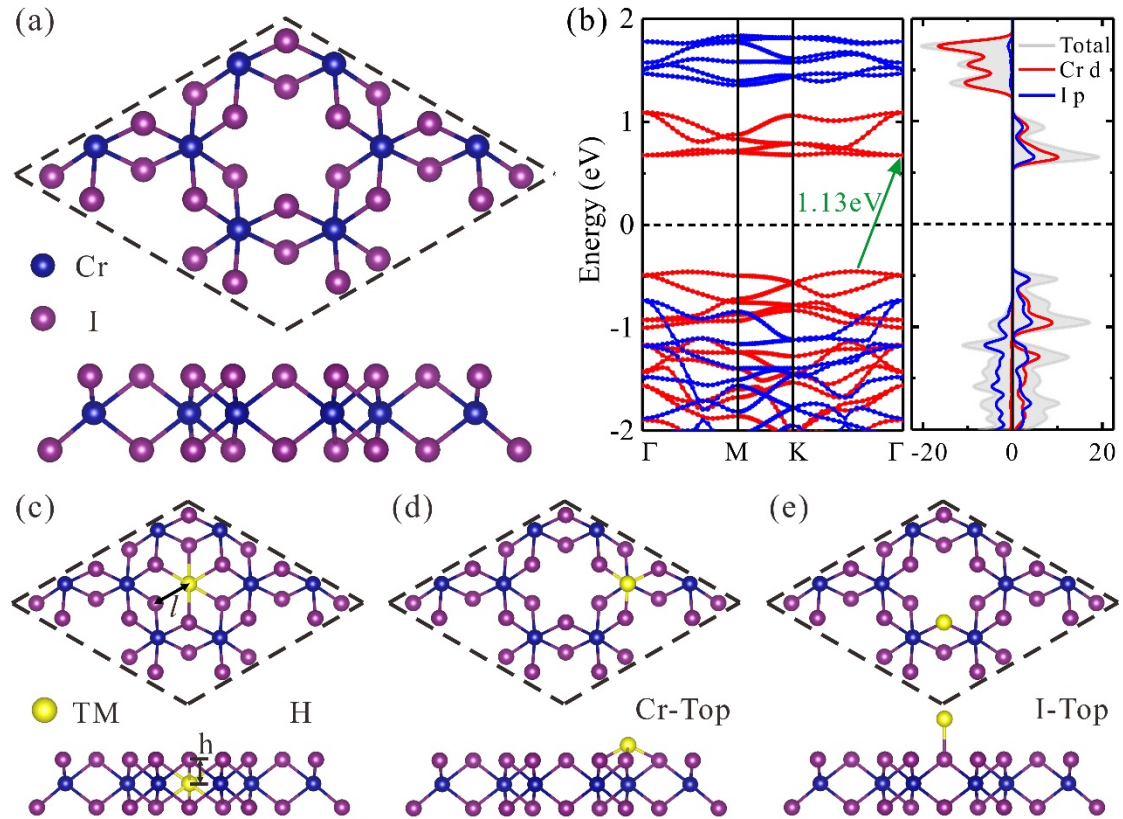 (a)
Cr
I
(b)
Energy (eV)
2
1
0
-1
-2
1.13eV
Γ M K Γ
Total
Cr d
I p
-20 0 20
(c)
l
TM
H
h
(d)
Cr-Top
(e)
I-Top